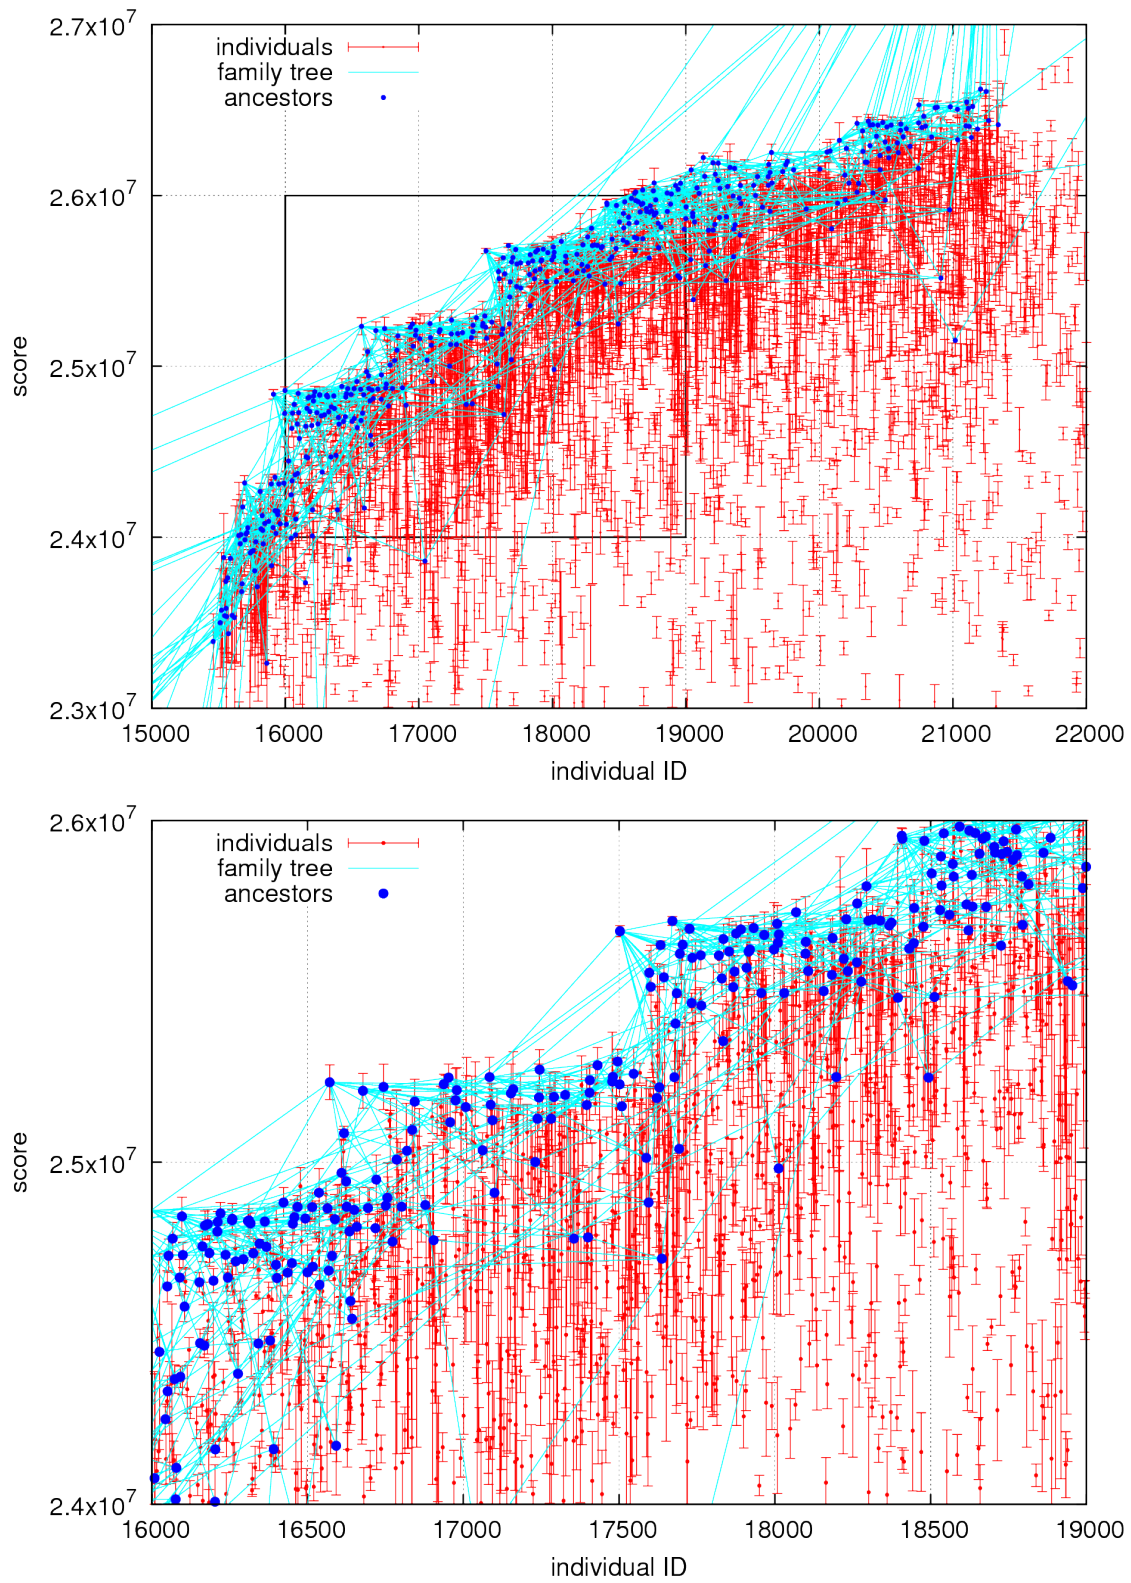 2.7x10^7
individuals
family tree
ancestors
2.6x10^7
score
2.5x10^7
2.4x10^7
2.3x10^7
15000 16000 17000 18000 19000 20000 21000 22000
individual ID
2.6x10^7
individuals
family tree
ancestors
score
2.5x10^7
2.4x10^7
16000 16500 17000 17500 18000 18500 19000
individual ID